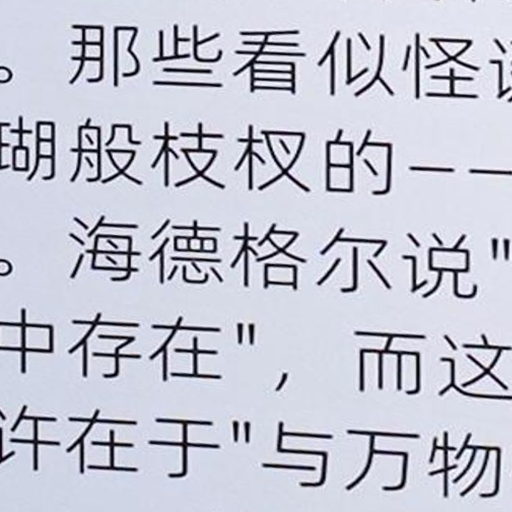 。那些看似怪
瑚般枝杈的——
。海德格尔说"
中存在"，而这
许在于"与万物